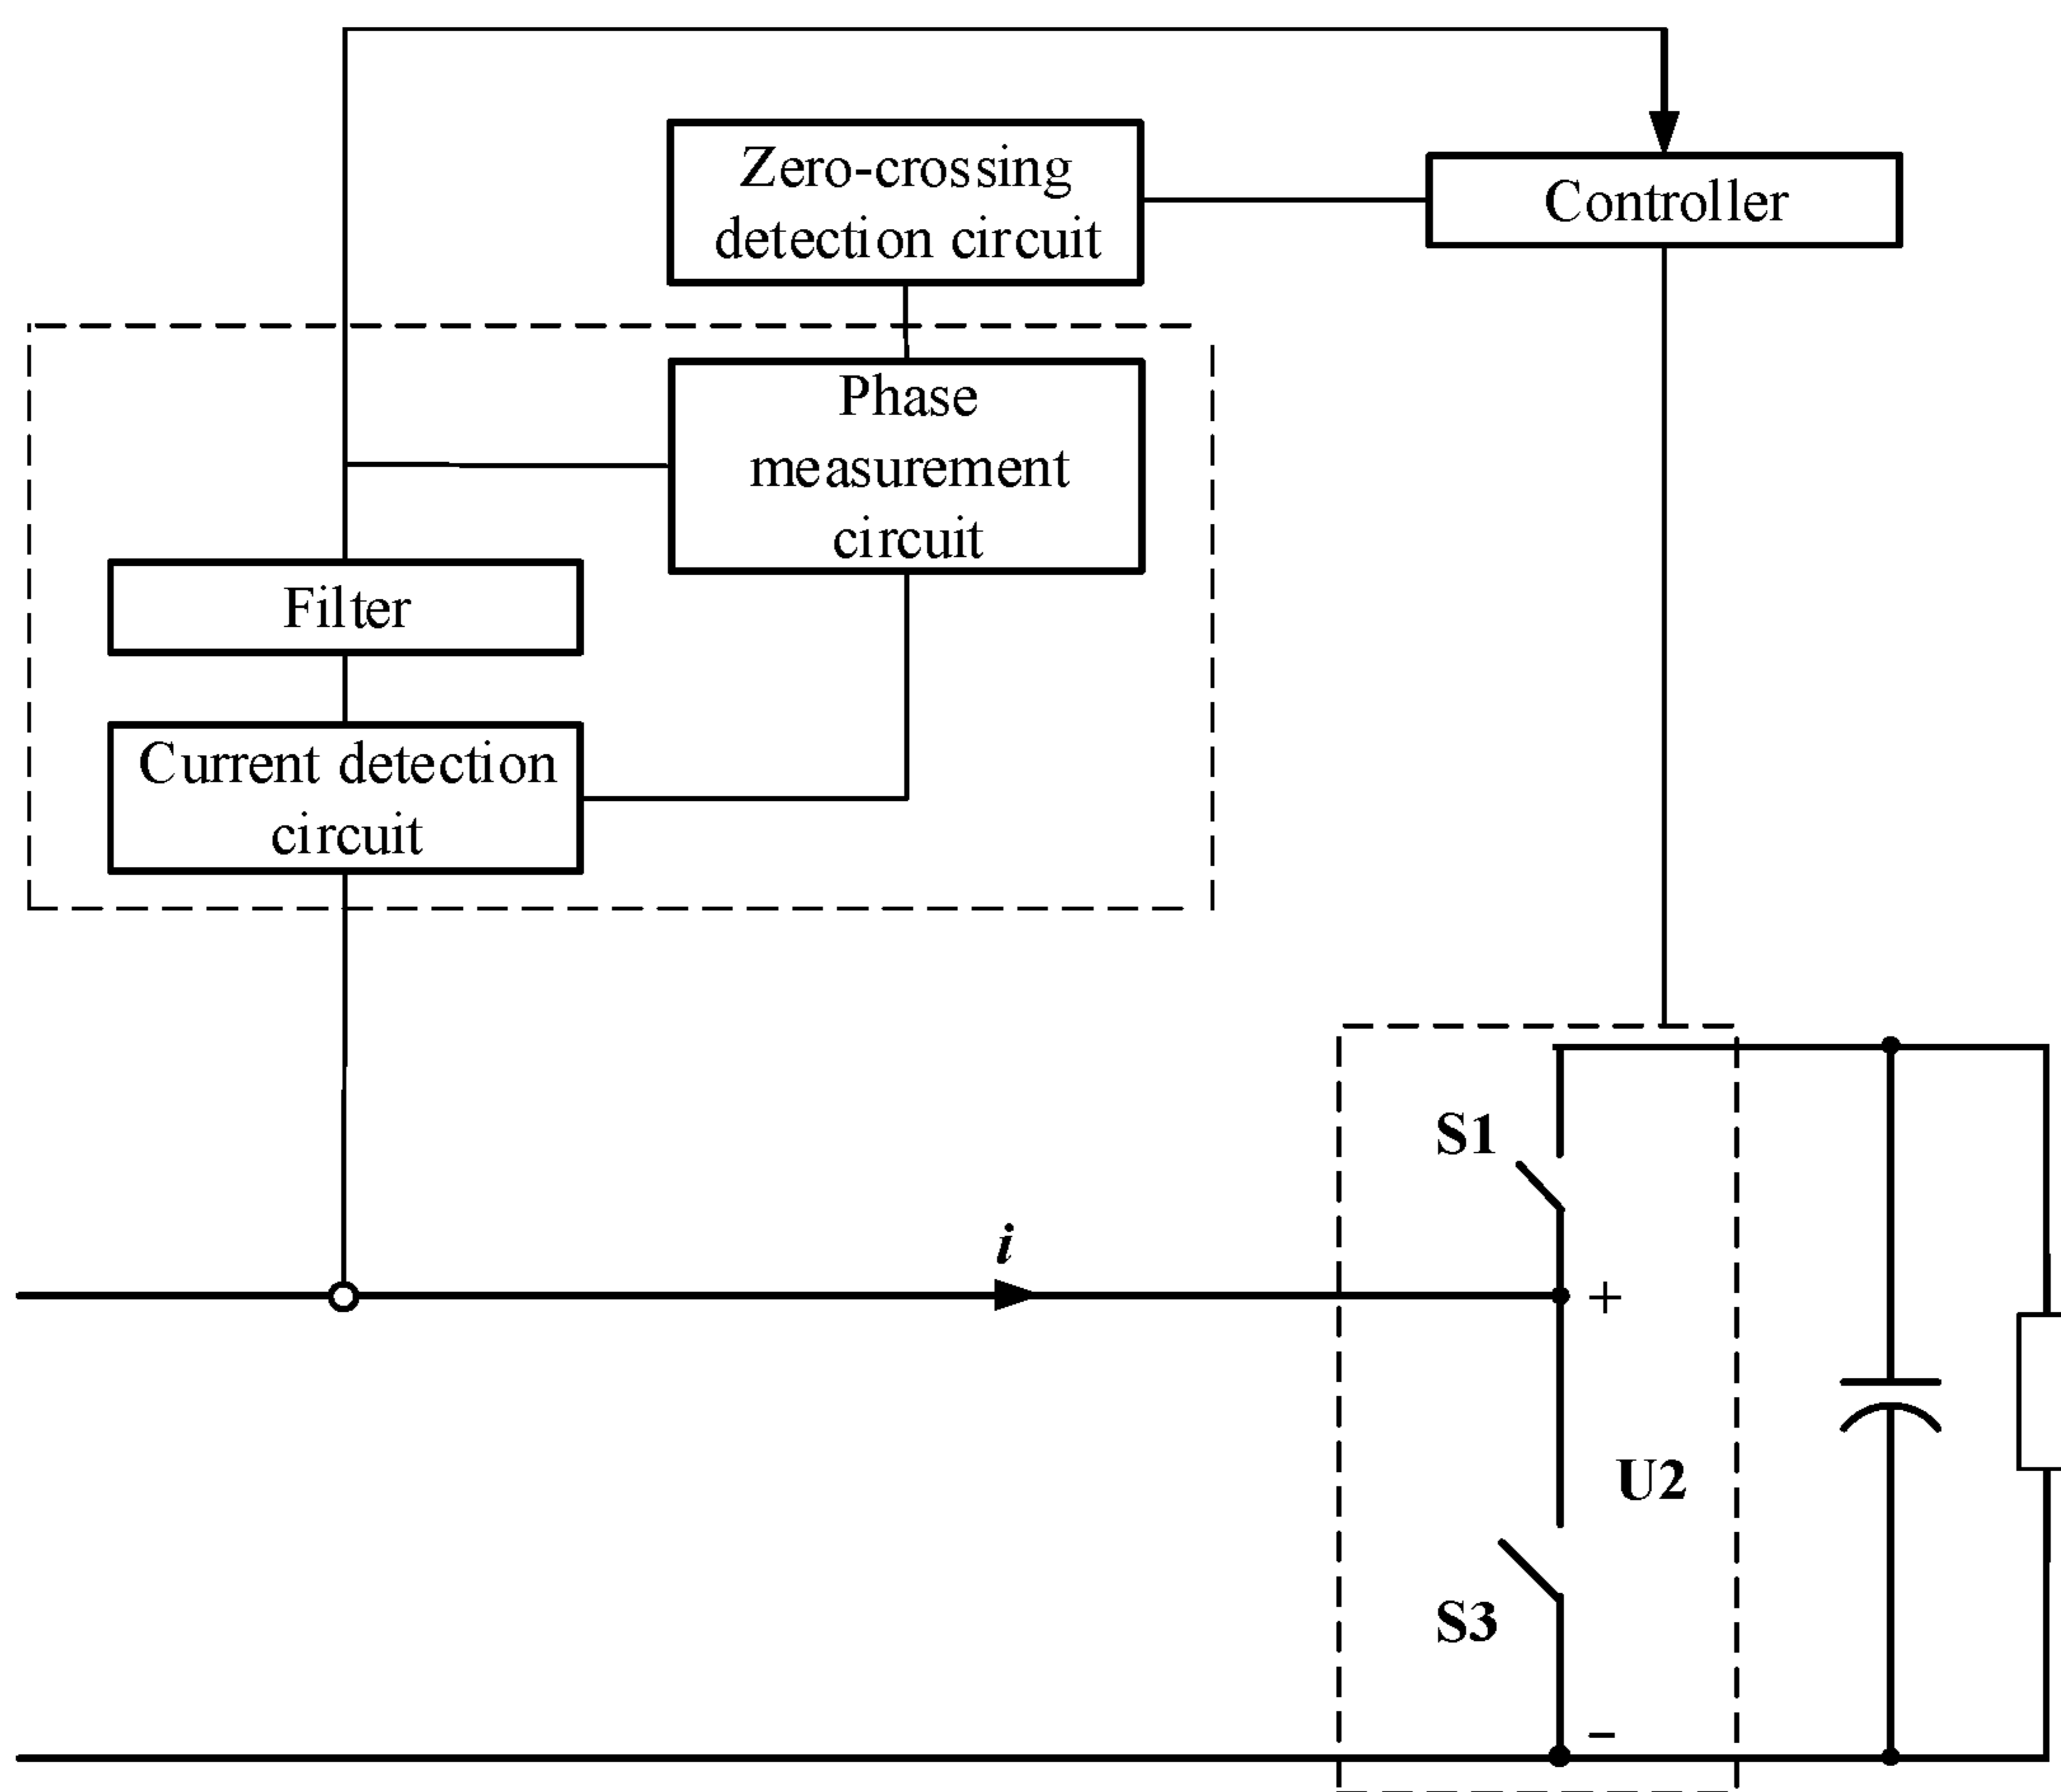 Zero-crossing
detection circuit
Controller
Phase
measurement
circuit
Filter
Current detection
circuit
S1
i
+
U2
S3
−